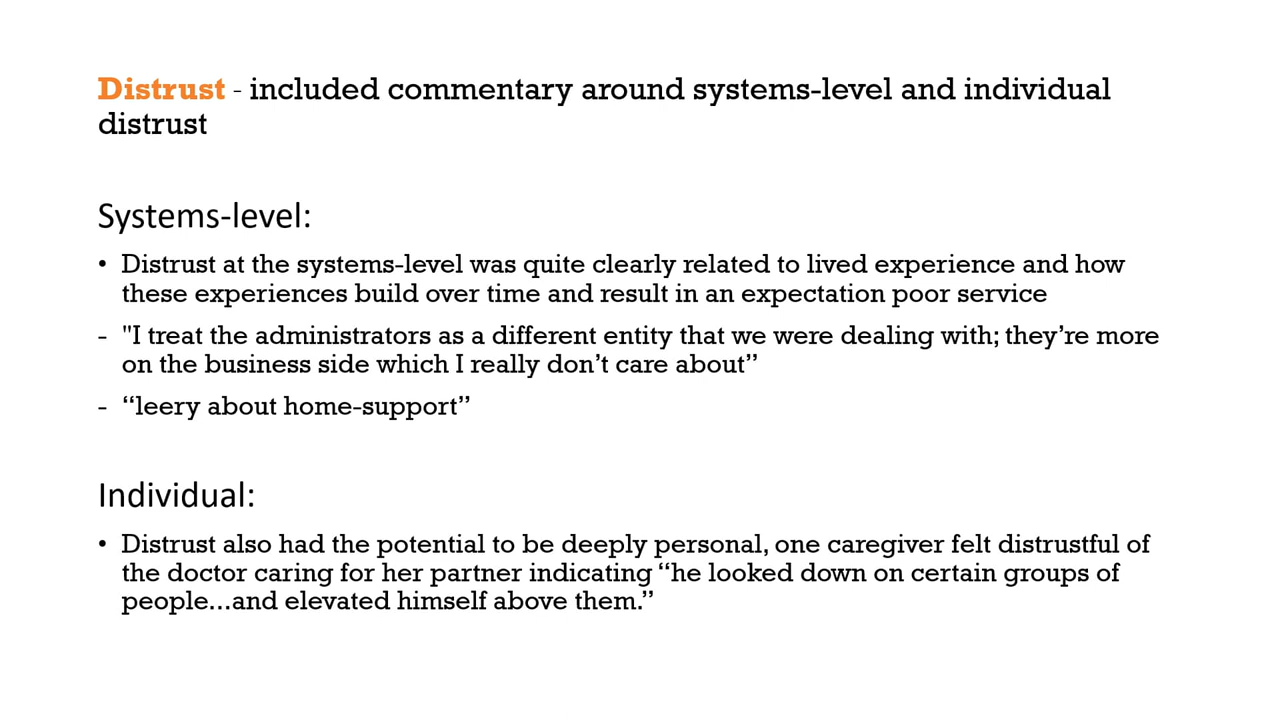 Distrust - included commentary around systems-level and individual
distrust
Systems-level:
• Distrust at the systems-level was quite clearly related to lived experience and how
these experiences build over time and result in an expectation poor service
- "I treat the administrators as a different entity that we were dealing with; they’re more
on the business side which I really don’t care about”
- “leery about home-support”
Individual:
• Distrust also had the potential to be deeply personal, one caregiver felt distrustful of
the doctor caring for her partner indicating “he looked down on certain groups of
people…and elevated himself above them.”